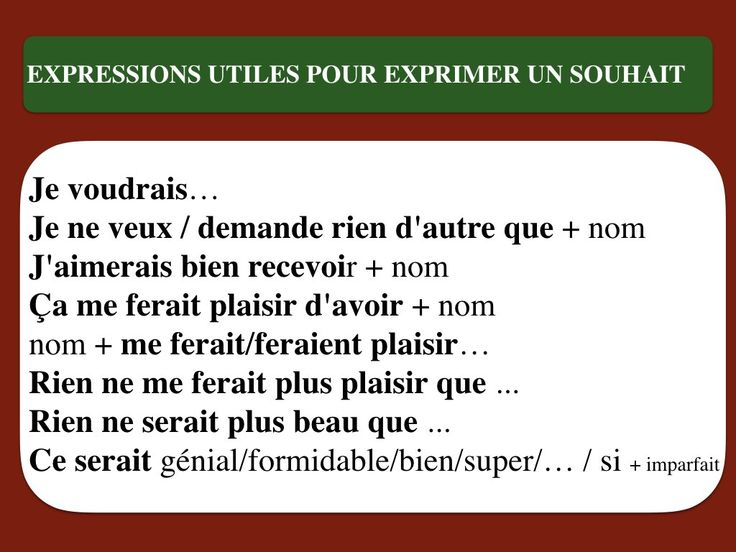 EXPRESSIONS UTILES POUR EXPRIMER UN SOUHAIT
Je voudrais…
Je ne veux / demande rien d'autre que + nom
J'aimerais bien recevoir + nom
Ça me ferait plaisir d'avoir + nom
nom + me ferait/feraient plaisir…
Rien ne me ferait plus plaisir que ...
Rien ne serait plus beau que ...
Ce serait génial/formidable/bien/super/… / si + imparfait